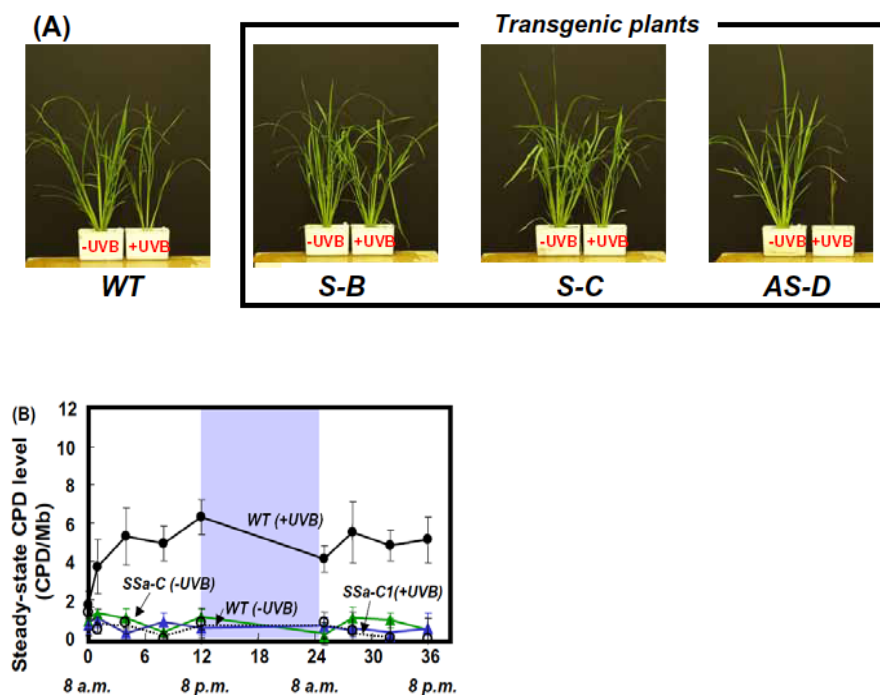 (A)
Transgenic plants
-UVB +UVB -UVB +UVB -UVB +UVB -UVB +UVB
WT S-B S-C AS-D
(B)
Steady-state CPD level
(CPD/Mb)
12
10
8
6
4
2
0
WT (+UVB)
SSa-C (-UVB)
WT (-UVB)
SSa-C1(+UVB)
0 6 12 18 24 30 36
8 a.m. 8 p.m. 8 a.m. 8 p.m.